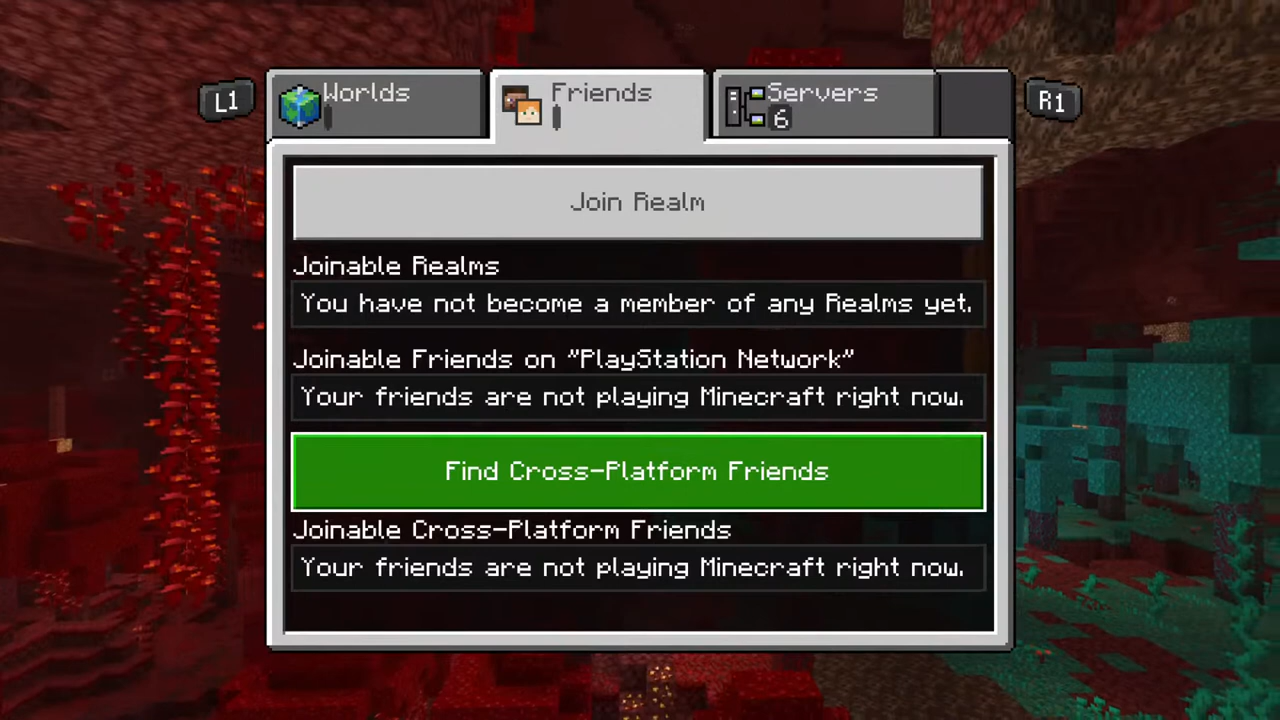 L1
Worlds
Friends
Servers
6
R1
Join Realm
Joinable Realms
You have not become a member of any Realms yet.
Joinable Friends on "PlayStation Network"
Your friends are not playing Minecraft right now.
Find Cross-Platform Friends
Joinable Cross-Platform Friends
Your friends are not playing Minecraft right now.